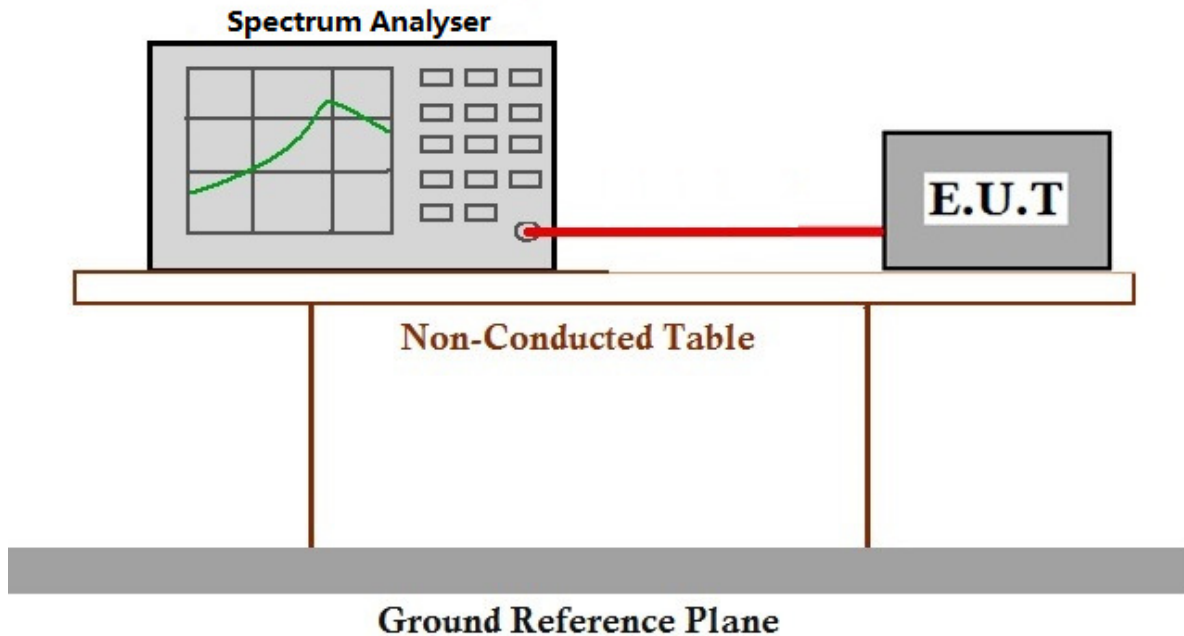 Spectrum Analyser
E.U.T
Non-Conducted Table
Ground Reference Plane